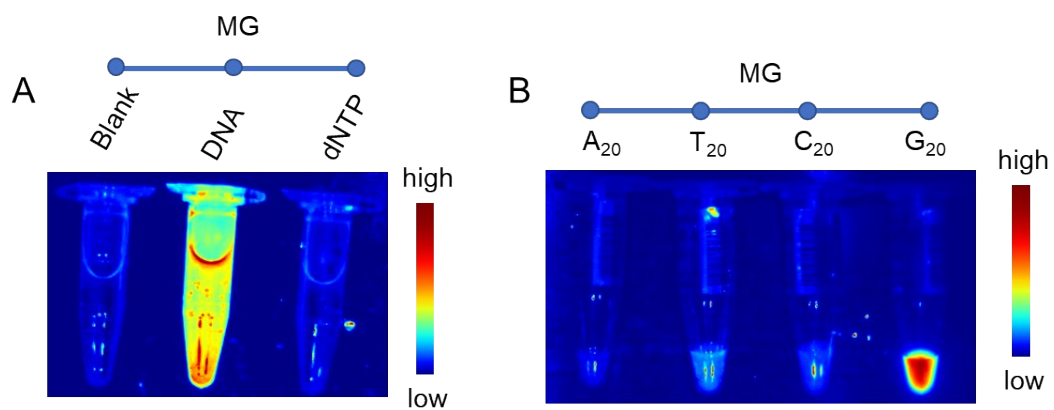 A
MG
Blank
DNA
dNTP
high
low
B
MG
A₂₀
T₂₀
C₂₀
G₂₀
high
low